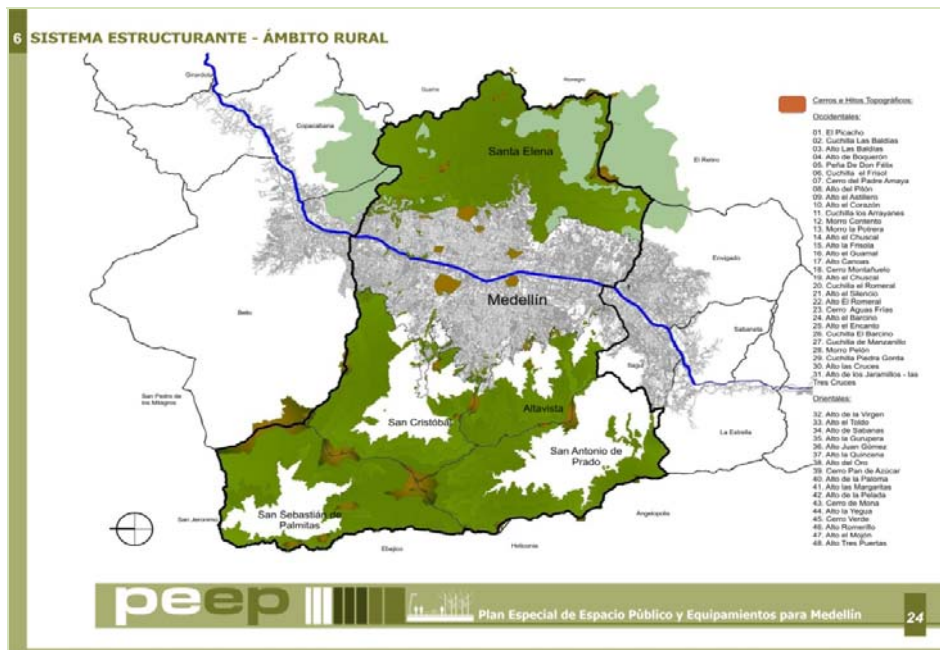 6 SISTEMA ESTRUCTURANTE - ÁMBITO RURAL
Girardota
Guarne
Rionegro
Copacabana
Santa Elena
El Retiro
Envigado
Bello
Medellín
Sabaneta
Itagüí
San Pedro de
los Milagros
San Cristóbal
Altavista
La Estrella
San Antonio de
Prado
San Jerónimo
San Sebastián de
Palmitas
Angelopolis
Ebejico
Heliconia
Cerros e Hitos Topográficos:
Occidentales:
01. El Picacho
02. Cuchilla Las Baldías
03. Alto Las Baldías
04. Alto de Boquerón
05. Peña De Don Félix
06. Cuchilla el Frisol
07. Cerro del Padre Amaya
08. Alto del Pitón
09. Alto el Astillero
10. Alto el Corazón
11. Cuchilla los Arrayanes
12. Morro Contento
13. Morro la Potrera
14. Alto el Chuscal
15. Alto la Frisola
16. Alto el Guamal
17. Alto Canoas
18. Cerro Montañuelo
19. Alto el Chuscal
20. Cuchilla el Romeral
21. Alto el Silencio
22. Alto El Romeral
23. Cerro Aguas Frías
24. Alto el Barcino
25. Alto el Encanto
26. Cuchilla El Barcino
27. Cuchilla de Manzanillo
28. Morro Pelón
29. Cuchilla Piedra Gorda
30. Alto las Cruces
31. Alto de los Jaramillos - las
Tres Cruces
Orientales:
32. Alto de la Virgen
33. Alto el Toldo
34. Alto de Sabanas
35. Alto la Gurupera
36. Alto Juan Gómez
37. Alto la Quincena
38. Alto del Oro
39. Cerro Pan de Azúcar
40. Alto de la Paloma
41. Alto las Margaritas
42. Alto de la Pelada
43. Cerro de Mona
44. Alto la Yegua
45. Cerro Verde
46. Alto Romerillo
47. Alto el Mojón
48. Alto Tres Puertas
peep
Plan Especial de Espacio Público y Equipamientos para Medellín
24